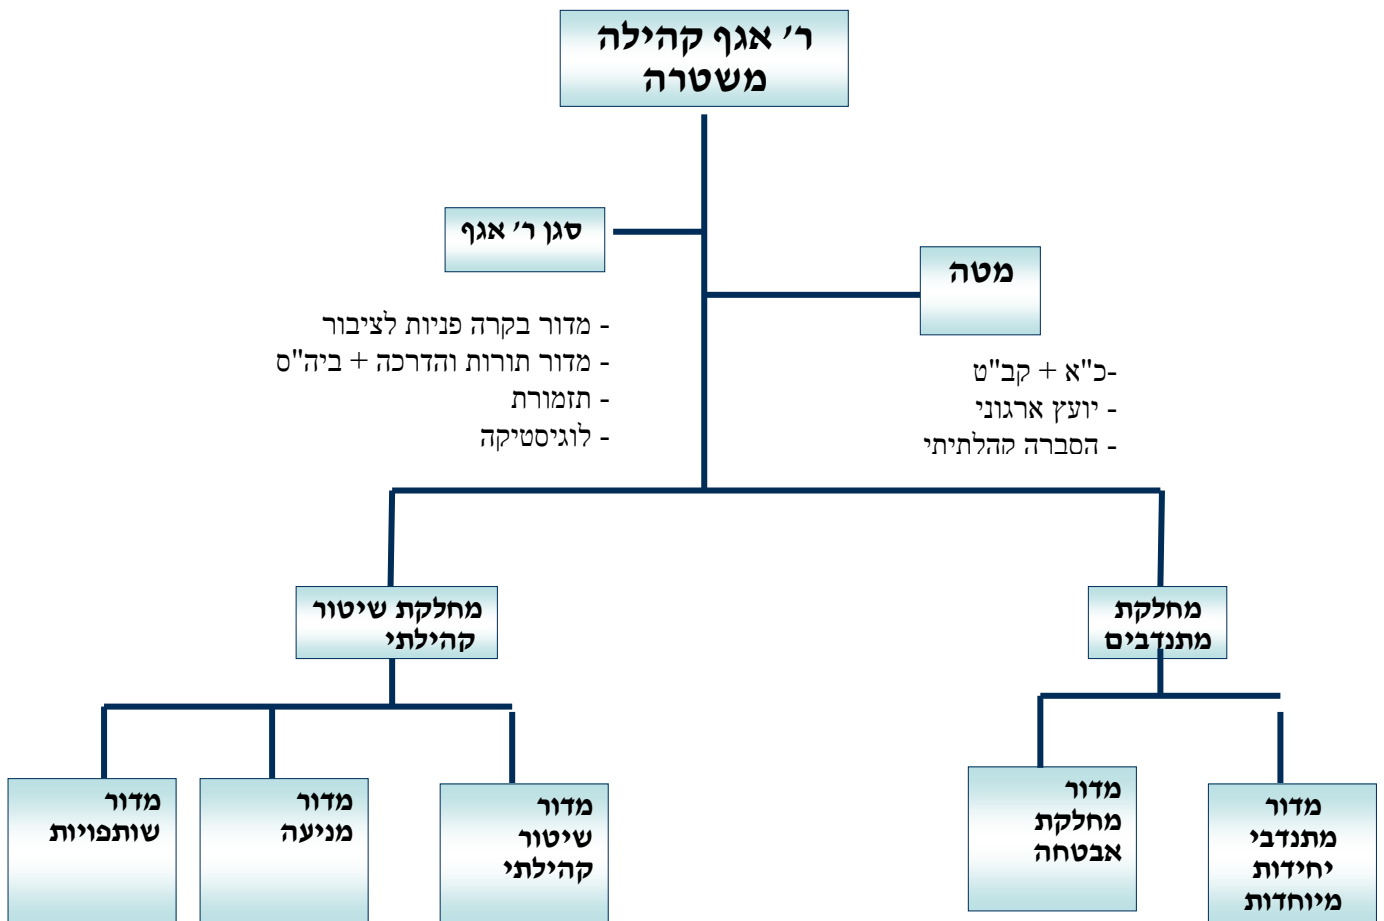 ר׳ אגף קהילה
משטרה
סגן ר׳ אגף
מטה
- מדור בקרה פניות לציבור
- מדור תורות והדרכה + ביה"ס
- תזמורת
- לוגיסטיקה
-כ"א + קב"ט
- יועץ ארגוני
- הסברה קהלתיתי
מחלקת מתנדבים
מחלקת שיטור
קהילתי
מדור
מתנדבי
יחידות
מיוחדות
מדור
מחלקת
אבטחה
מדור
שיטור
קהילתי
מדור
מניעה
מדור
שותפויות